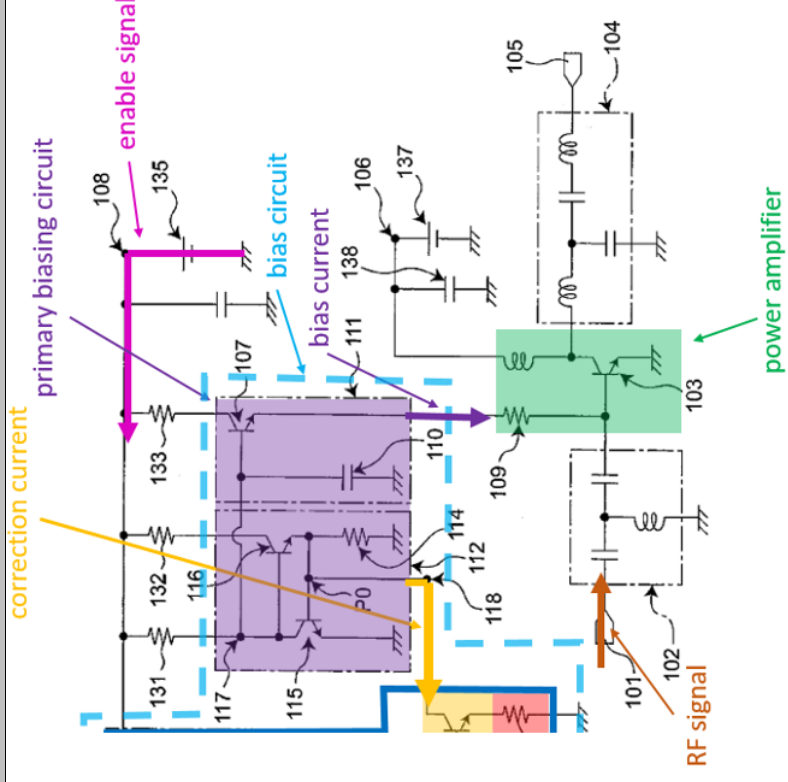 enable signal
primary biasing circuit
bias circuit
bias current
correction current
power amplifier
RF signal
108
135
106
137
138
105
104
107
111
133
110
109
103
132
116
114
112
P0
118
131
117
115
101
102